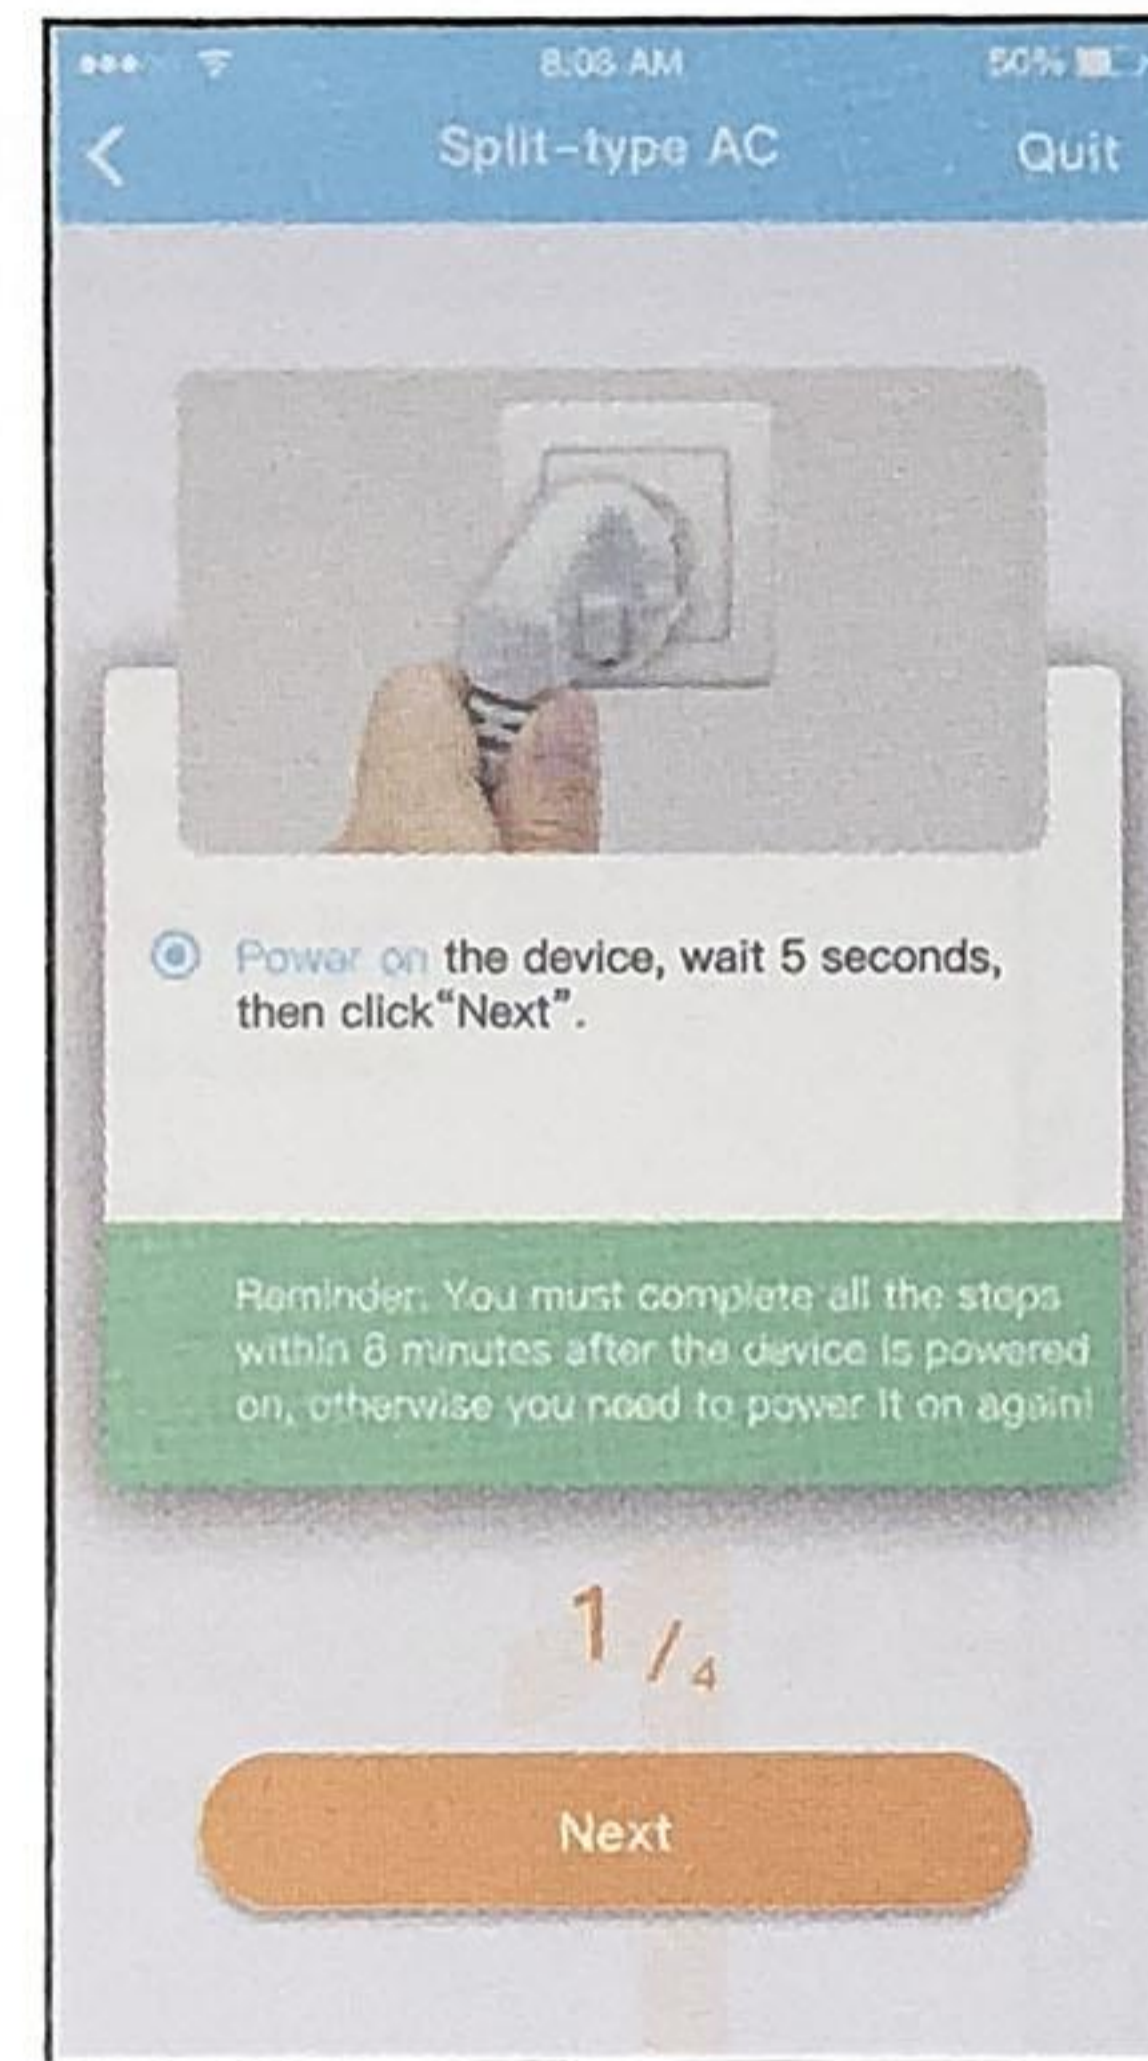 8:08 AM 50%
Split-type AC Quit
Power on the device, wait 5 seconds,
then click“Next”.
Reminder: You must complete all the steps
within 8 minutes after the device is powered
on, otherwise you need to power it on again!
1/4
Next